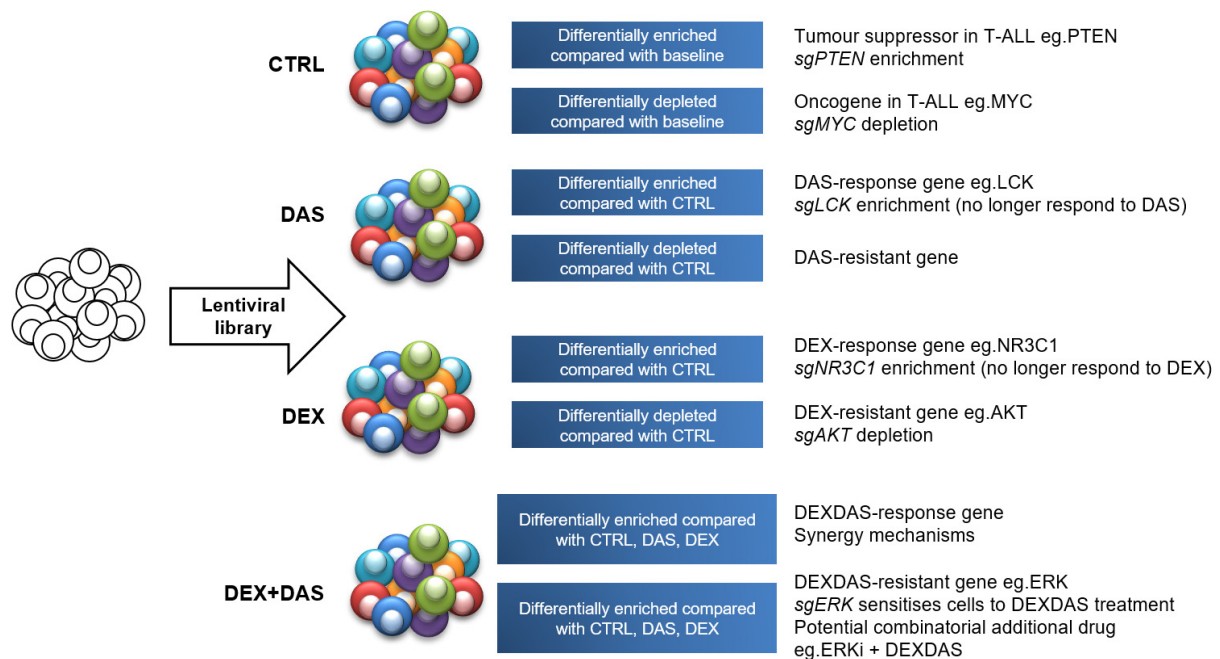 CTRL
Differentially enriched
compared with baseline
Tumour suppressor in T-ALL eg.PTEN
sgPTEN enrichment
Differentially depleted
compared with baseline
Oncogene in T-ALL eg.MYC
sgMYC depletion
DAS
Differentially enriched
compared with CTRL
DAS-response gene eg.LCK
sgLCK enrichment (no longer respond to DAS)
Differentially depleted
compared with CTRL
DAS-resistant gene
Lentiviral
library
DEX
Differentially enriched
compared with CTRL
DEX-response gene eg.NR3C1
sgNR3C1 enrichment (no longer respond to DEX)
Differentially depleted
compared with CTRL
DEX-resistant gene eg.AKT
sgAKT depletion
DEX+DAS
Differentially enriched compared
with CTRL, DAS, DEX
DEXDAS-response gene
Synergy mechanisms
Differentially enriched compared
with CTRL, DAS, DEX
DEXDAS-resistant gene eg.ERK
sgERK sensitises cells to DEXDAS treatment
Potential combinatorial additional drug
eg.ERKi + DEXDAS